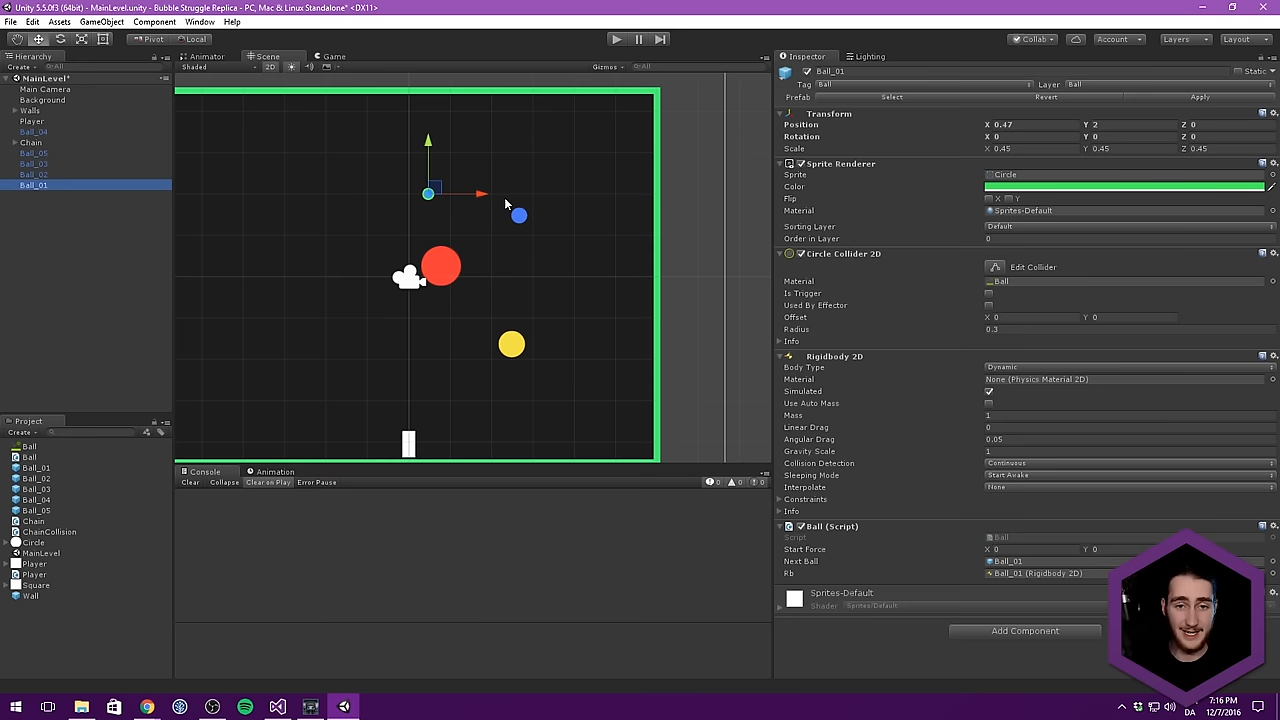 Unity 5.5.0f3 (64bit) - MainLevel.unity - Bubble Struggle Replica - PC, Mac & Linux Standalone* <DX11>
File Edit Assets GameObject Component Window Help
Pivot Local Collab Account Layers Layout
Hierarchy Animator Scene Game Inspector Lighting
Create All Shaded 2D Gizmos All
MainLevel*
Main Camera
Background
Walls
Player
Ball_04
Chain
Ball_05
Ball_03
Ball_02
Ball_01
Project
Create
Ball
Ball
Ball_01
Ball_02
Ball_03
Ball_04
Ball_05
Chain
ChainCollision
Circle
MainLevel
Player
Player
Square
Wall
Console Animation
Clear Collapse Clear on Play Error Pause 0 0 0
Ball_01 Static
Tag Ball Layer Ball
Prefab Select Revert Apply
Transform
Position X 0.47 Y 2 Z 0
Rotation X 0 Y 0 Z 0
Scale X 0.45 Y 0.45 Z 0.45
Sprite Renderer
Sprite Circle
Color
Flip X Y
Material Sprites-Default
Sorting Layer Default
Order in Layer 0
Circle Collider 2D
Edit Collider
Material Ball
Is Trigger
Used By Effector
Offset X 0 Y 0
Radius 0.3
Info
Rigidbody 2D
Body Type Dynamic
Material None (Physics Material 2D)
Simulated
Use Auto Mass
Mass 1
Linear Drag 0
Angular Drag 0.05
Gravity Scale 1
Collision Detection Continuous
Sleeping Mode Start Awake
Interpolate None
Constraints
Info
Ball (Script)
Script Ball
Start Force X 0 Y 0
Next Ball Ball_01
Rb Ball_01 (Rigidbody 2D)
Sprites-Default
Shader Sprites/Default
Add Component
7:16 PM
DA 12/7/2016